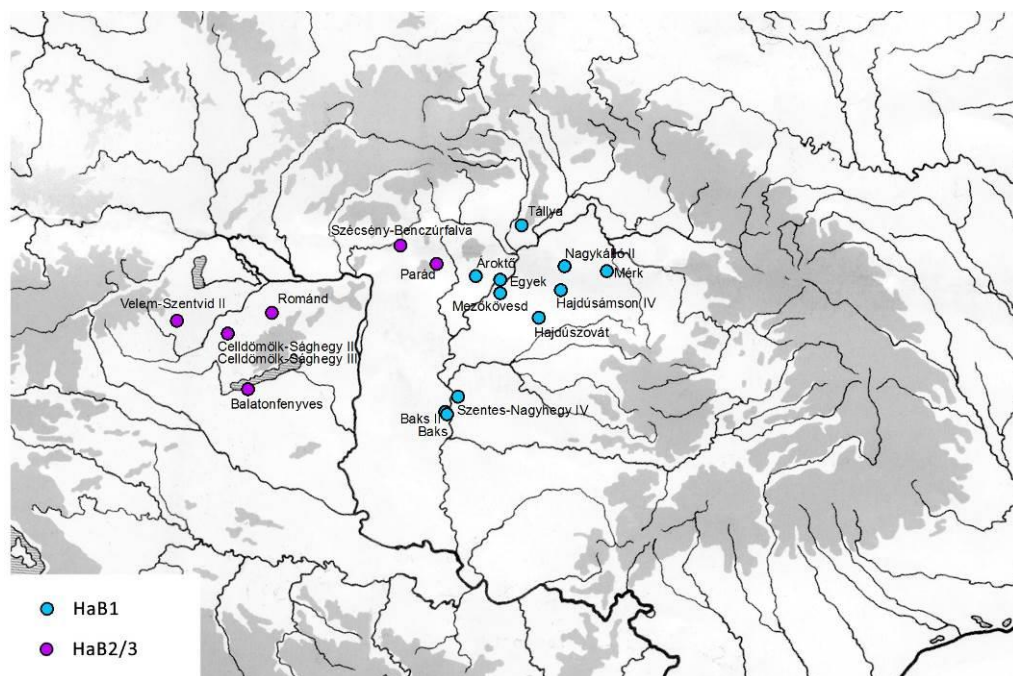 Tállya
Szécsény-Benczúrfalva
Parád
Ároktő
Nagykálló II
Mérk
Egyek
Mezőkövesd
Hajdúsámson IV
Hajdúszovát
Velem-Szentvid II
Románd
Celldömölk-Sághegy II
Celldömölk-Sághegy III
Balatonfenyves
Szentes-Nagyhegy IV
Baks II
Baks
HaB1
HaB2/3